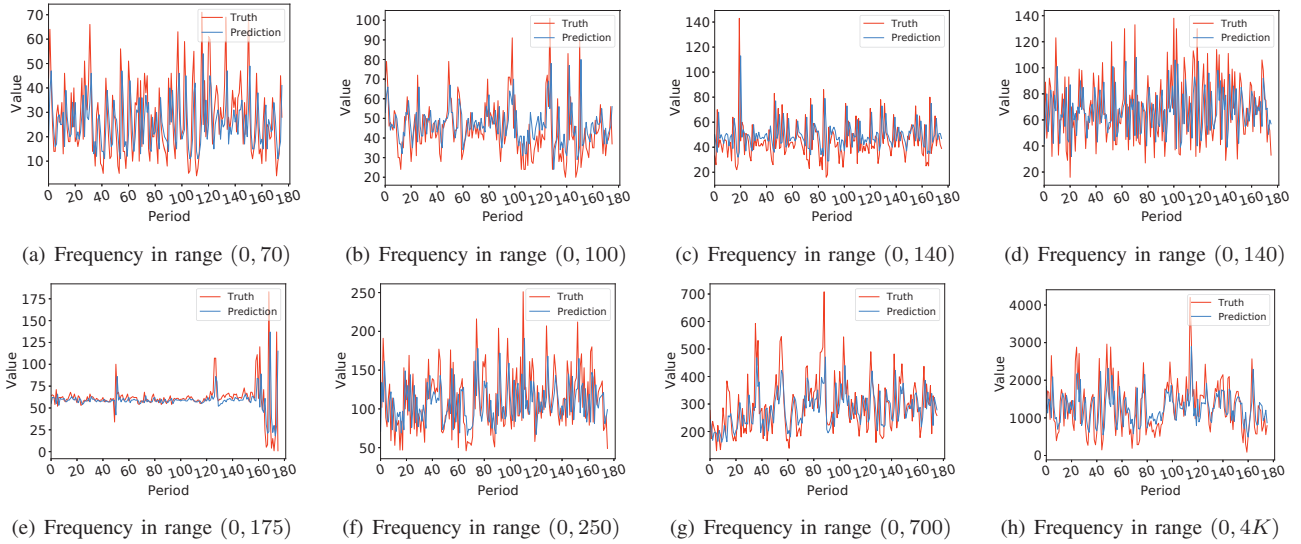 Truth
Prediction
Value
70
60
50
40
30
20
10
0 20 40 60 80 100 120 140 160 180
Period
(a) Frequency in range (0, 70)
Truth
Prediction
Value
100
90
80
70
60
50
40
30
20
0 20 40 60 80 100 120 140 160 180
Period
(b) Frequency in range (0, 100)
Truth
Prediction
Value
140
120
100
80
60
40
20
0 20 40 60 80 100 120 140 160 180
Period
(c) Frequency in range (0, 140)
Truth
Prediction
Value
140
120
100
80
60
40
20
0 20 40 60 80 100 120 140 160 180
Period
(d) Frequency in range (0, 140)
Truth
Prediction
Value
175
150
125
100
75
50
25
0
0 20 40 60 80 100 120 140 160 180
Period
(e) Frequency in range (0, 175)
Truth
Prediction
Value
250
200
150
100
50
0 20 40 60 80 100 120 140 160 180
Period
(f) Frequency in range (0, 250)
Truth
Prediction
Value
700
600
500
400
300
200
0 20 40 60 80 100 120 140 160 180
Period
(g) Frequency in range (0, 700)
Truth
Prediction
Value
4000
3000
2000
1000
0
0 20 40 60 80 100 120 140 160 180
Period
(h) Frequency in range (0, 4K)